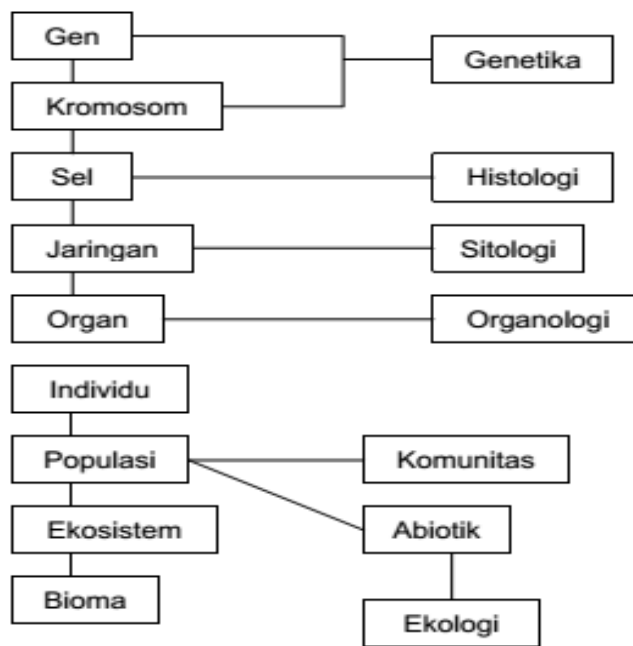 Gen
Genetika
Kromosom
Sel
Histologi
Jaringan
Sitologi
Organ
Organologi
Individu
Populasi
Komunitas
Ekosistem
Abiotik
Bioma
Ekologi